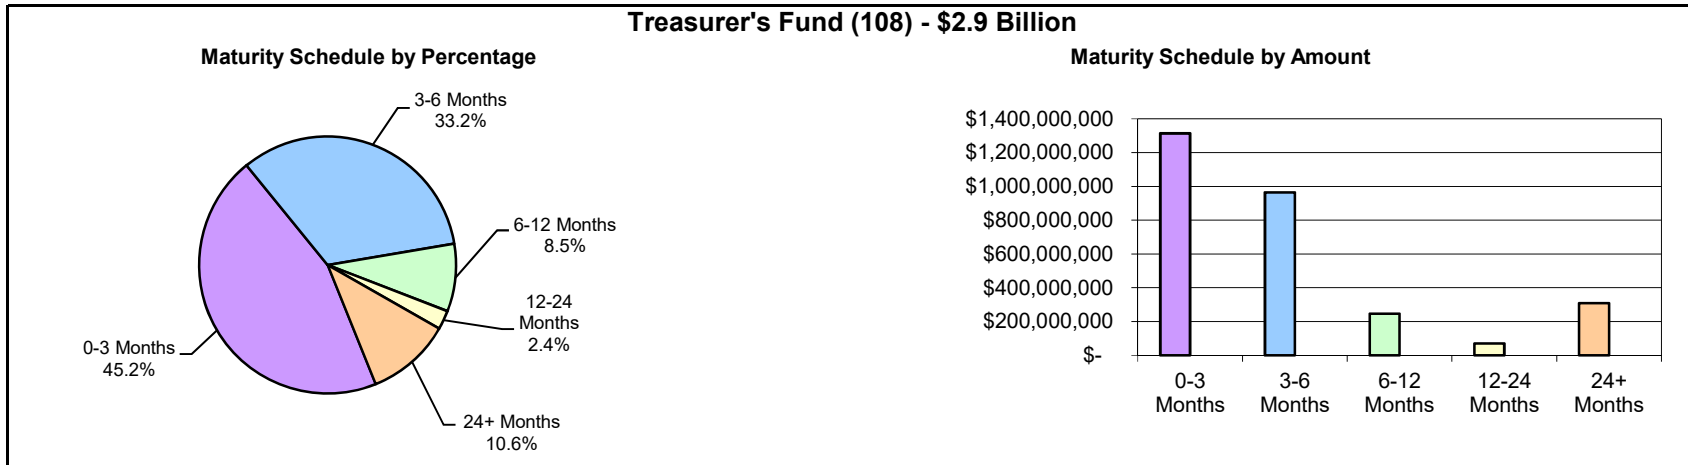 Treasurer's Fund (108) - $2.9 Billion
Maturity Schedule by Percentage
3-6 Months
33.2%
6-12 Months
8.5%
12-24
Months
2.4%
0-3 Months
45.2%
24+ Months
10.6%
Maturity Schedule by Amount
$1,400,000,000
$1,200,000,000
$1,000,000,000
$800,000,000
$600,000,000
$400,000,000
$200,000,000
$-
0-3
Months
3-6
Months
6-12
Months
12-24
Months
24+
Months